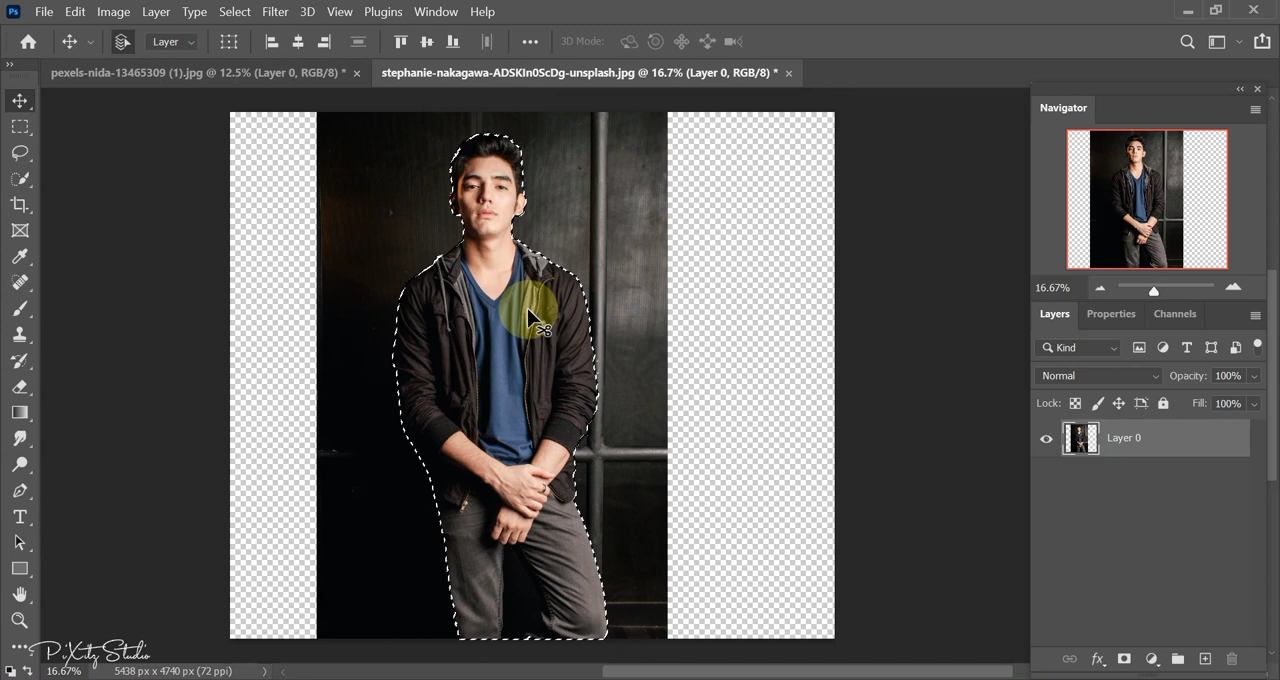 Ps File Edit Image Layer Type Select Filter 3D View Plugins Window Help
Layer 3D Mode:
pexels-nida-13465309 (1).jpg @ 12.5% (Layer 0, RGB/8) * × stephanie-nakagawa-ADSKIn0ScDg-unsplash.jpg @ 16.7% (Layer 0, RGB/8) * ×
Navigator
16.67%
Layers Properties Channels
Kind
Normal Opacity: 100%
Lock: Fill: 100%
Layer 0
PiXitz Studio
16.67% 5438 px x 4740 px (72 ppi)